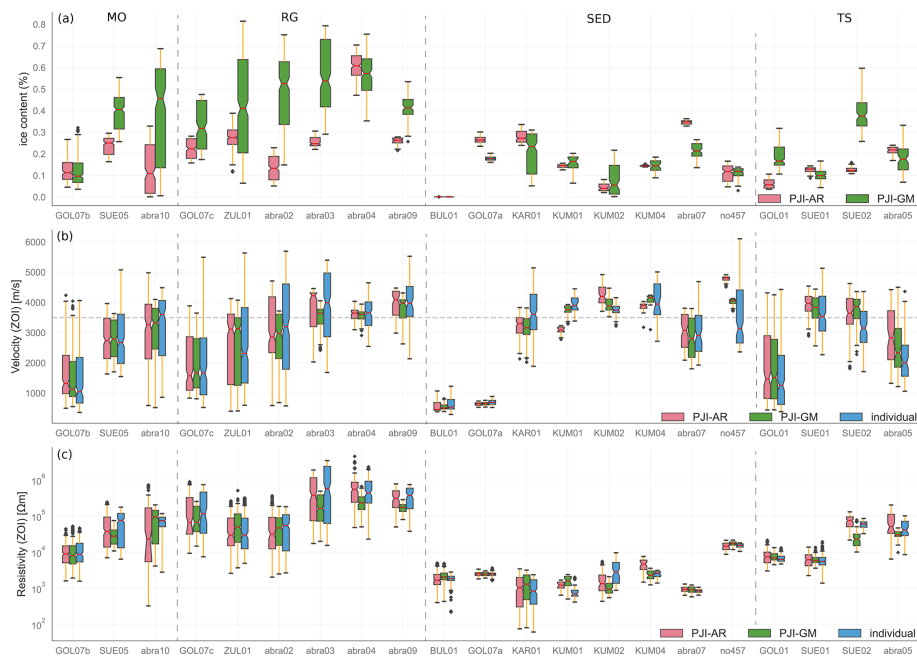 (a) MO RG SED TS
ice content (%)
0.8
0.7
0.6
0.5
0.4
0.3
0.2
0.1
0.0
GOL07b SUE05 abra10 GOL07c ZUL01 abra02 abra03 abra04 abra09 BUL01 GOL07a KAR01 KUM01 KUM02 KUM04 abra07 no457 GOL01 SUE01 SUE02 abra05
PJI-AR PJI-GM
(b)
Velocity (ZOI) [m/s]
6000
5000
4000
3000
2000
1000
PJI-AR PJI-GM individual
GOL07b SUE05 abra10 GOL07c ZUL01 abra02 abra03 abra04 abra09 BUL01 GOL07a KAR01 KUM01 KUM02 KUM04 abra07 no457 GOL01 SUE01 SUE02 abra05
(c)
Resistivity (ZOI) [Ωm]
10⁶
10⁵
10⁴
10³
10²
PJI-AR PJI-GM individual
GOL07b SUE05 abra10 GOL07c ZUL01 abra02 abra03 abra04 abra09 BUL01 GOL07a KAR01 KUM01 KUM02 KUM04 abra07 no457 GOL01 SUE01 SUE02 abra05